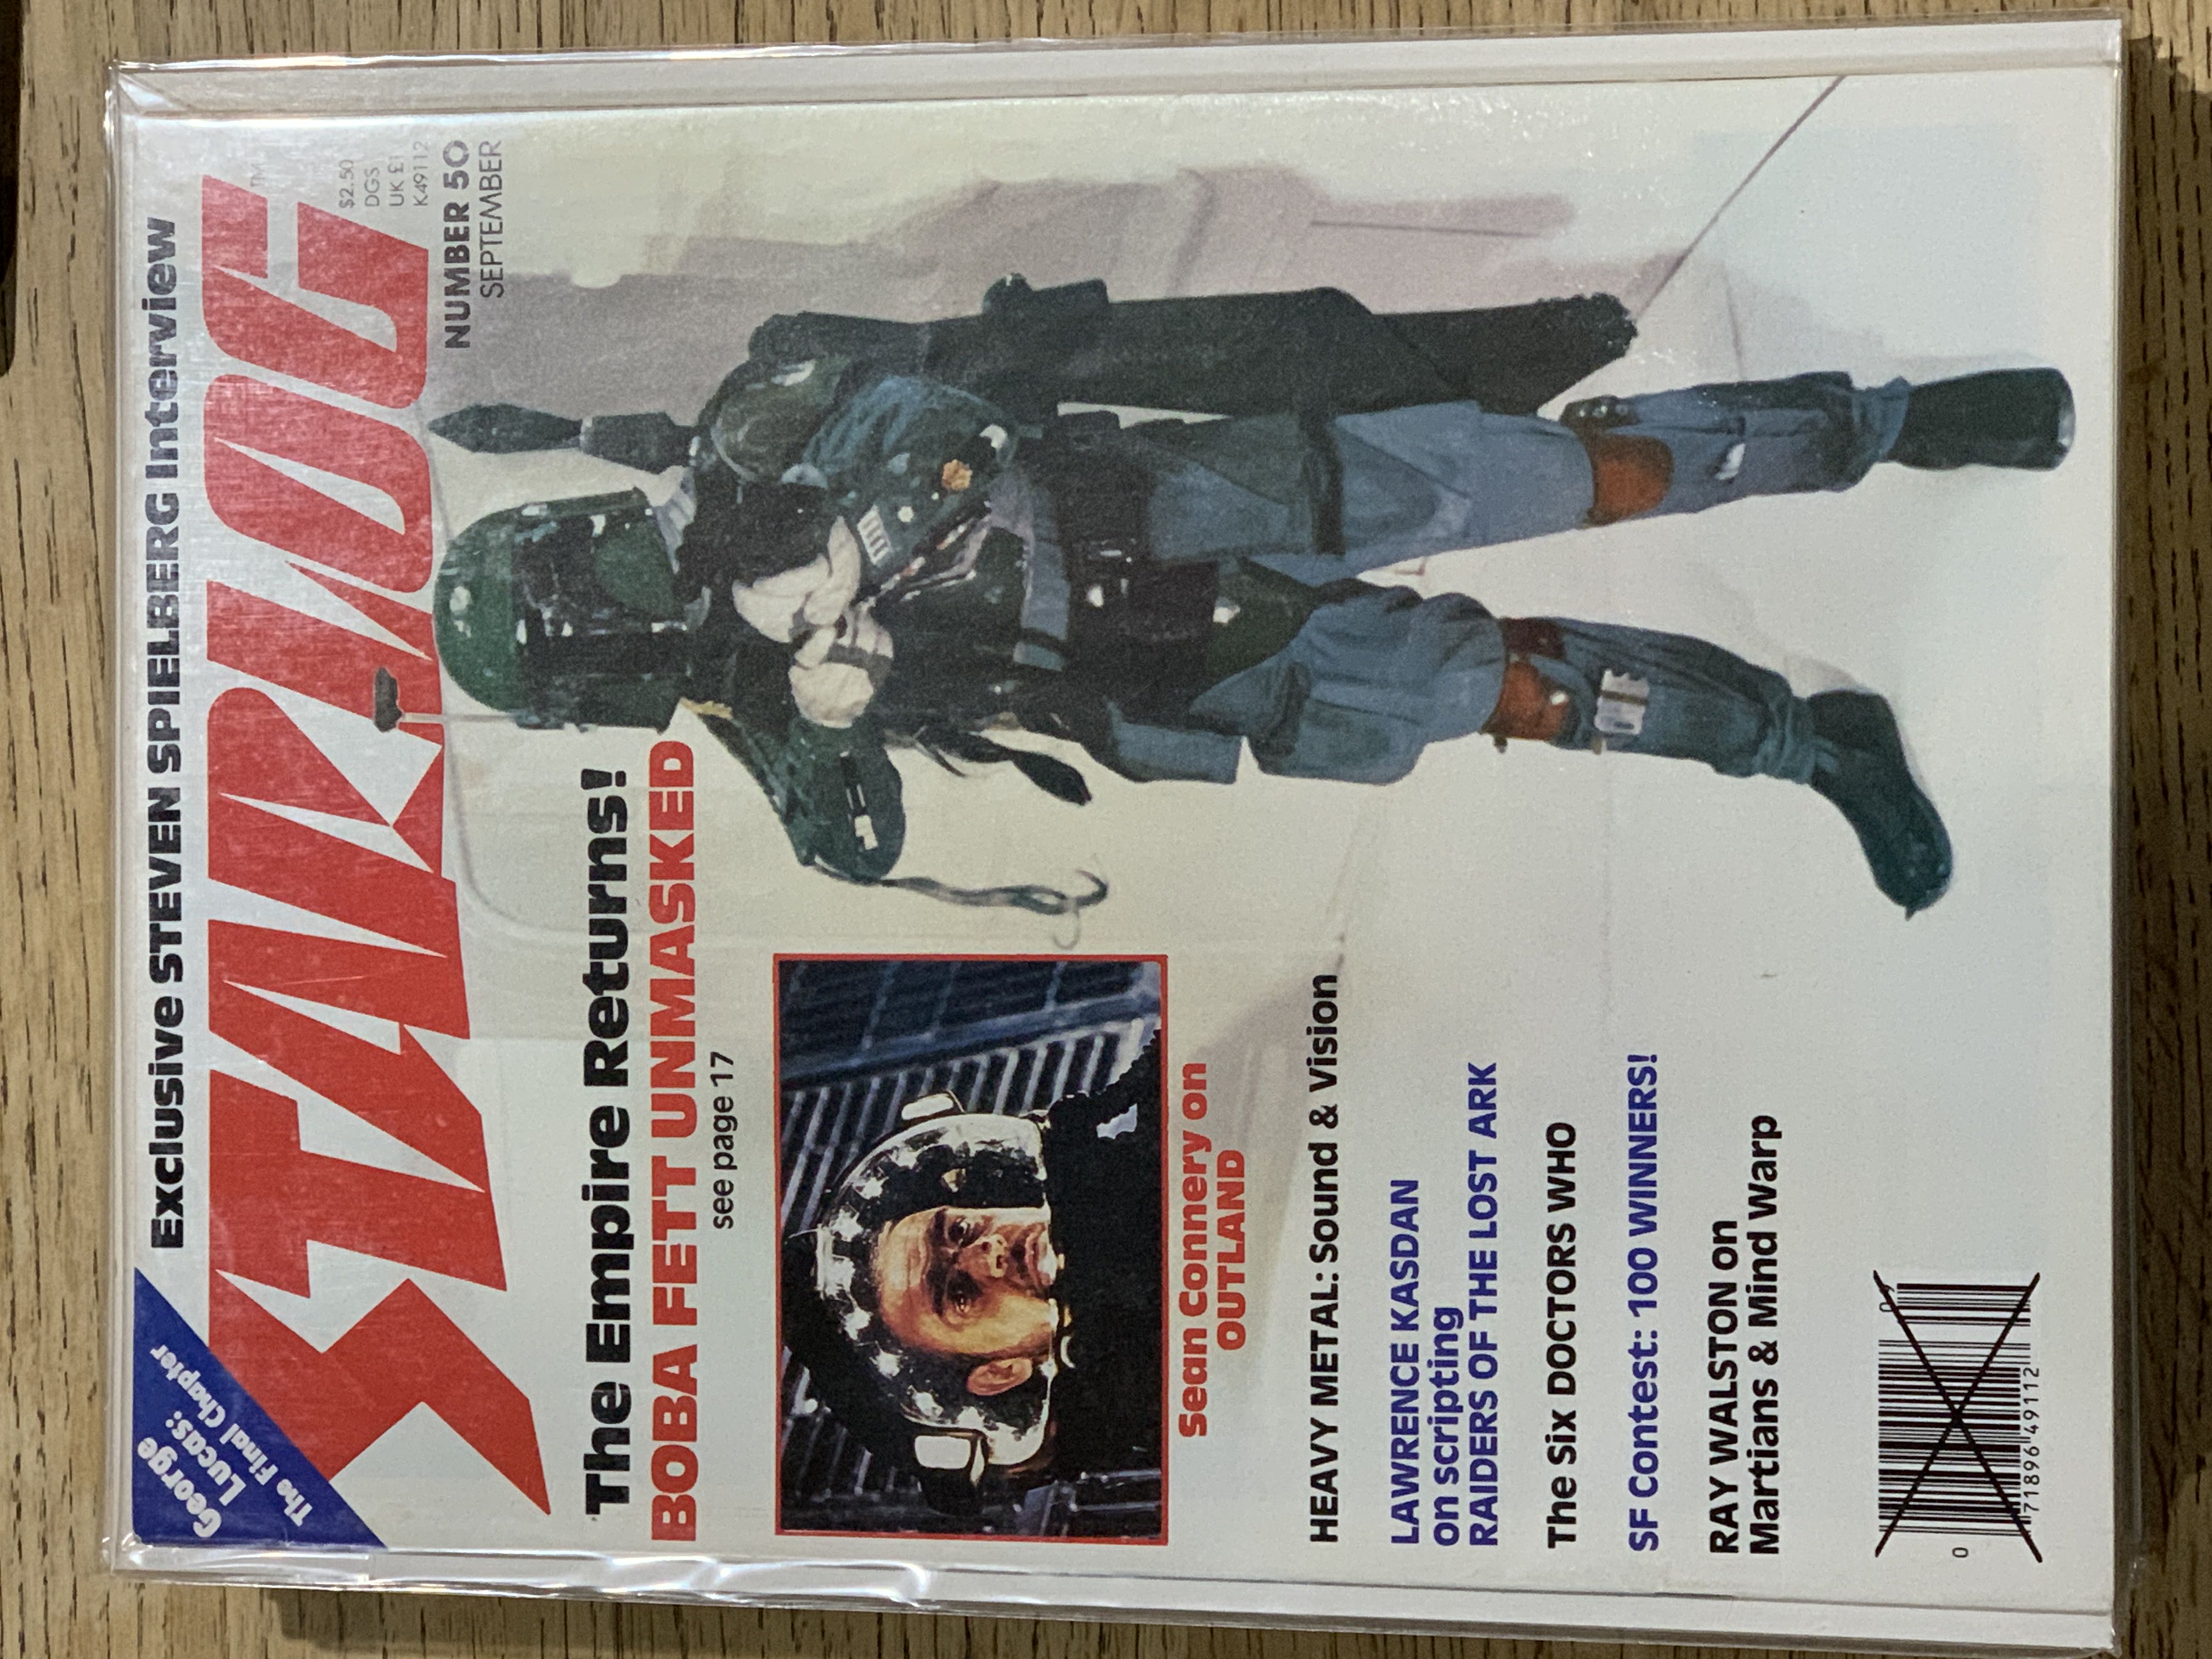 George
Lucas:
The Final Chapter
Exclusive STEVEN SPIELBERG Interview
STARLOG
TM
$2.50
DGS
UK £1
K49112
NUMBER 50
SEPTEMBER
The Empire Returns!
BOBA FETT UNMASKED
see page 17
Sean Connery on
OUTLAND
HEAVY METAL: Sound & Vision
LAWRENCE KASDAN
on scripting
RAIDERS OF THE LOST ARK
The Six DOCTORS WHO
SF Contest: 100 WINNERS!
RAY WALSTON on
Martians & Mind Warp
09
0 71896 49112